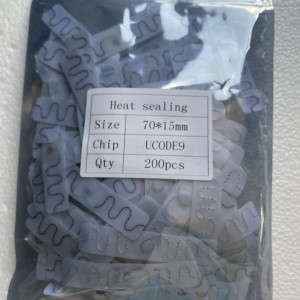 Heat sealing
Size 70*15mm
Chip UCODE9
Qty 200pcs